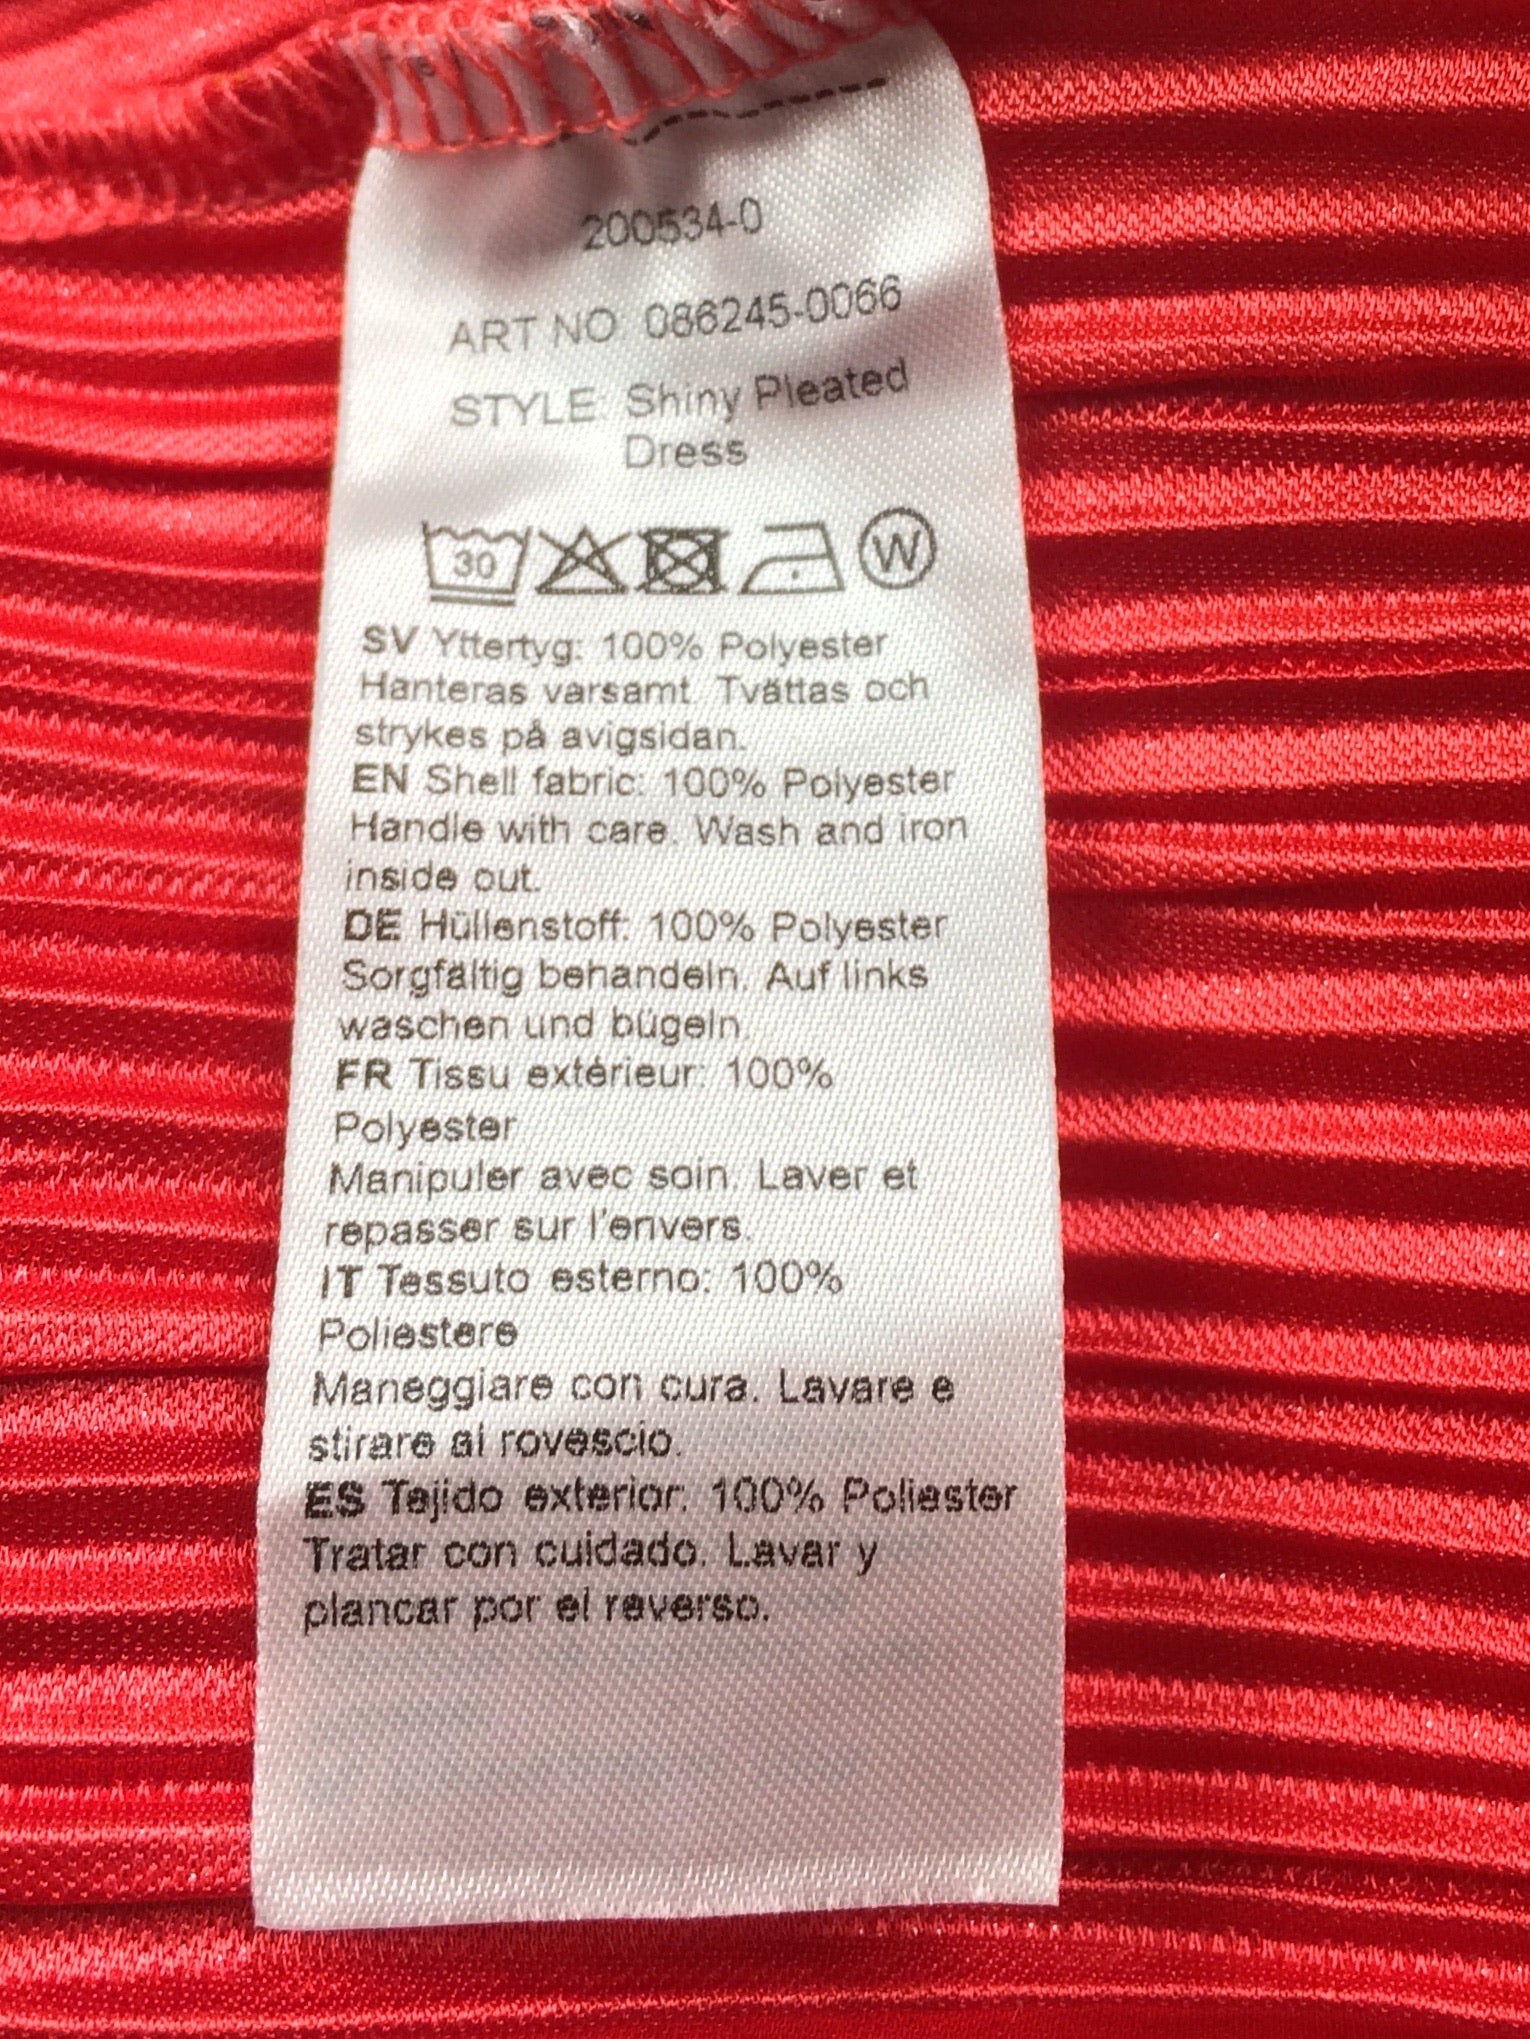 200534-0
ART NO 086245-0066
STYLE: Shiny Pleated
Dress
30
W
SV Yttertyg: 100% Polyester
Hanteras varsamt. Tvättas och
strykes på avigsidan.
EN Shell fabric: 100% Polyester
Handle with care. Wash and iron
inside out.
DE Hüllenstoff: 100% Polyester
Sorgfältig behandeln. Auf links
waschen und bügeln.
FR Tissu extérieur: 100%
Polyester
Manipuler avec soin. Laver et
repasser sur l'envers.
IT Tessuto esterno: 100%
Poliestere
Maneggiare con cura. Lavare e
stirare al rovescio.
ES Tejido exterior: 100% Poliester
Tratar con cuidado. Lavar y
plancar por el reverso.